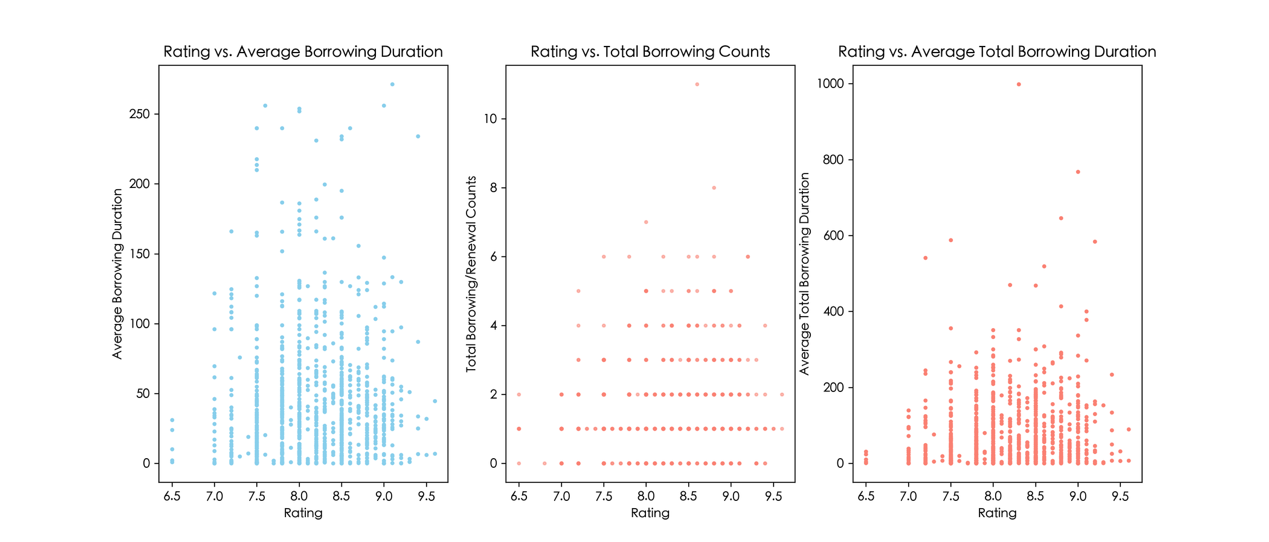 Rating vs. Average Borrowing Duration
Average Borrowing Duration
250
200
150
100
50
0
6.5 7.0 7.5 8.0 8.5 9.0 9.5
Rating
Rating vs. Total Borrowing Counts
Total Borrowing/Renewal Counts
10
8
6
4
2
0
6.5 7.0 7.5 8.0 8.5 9.0 9.5
Rating
Rating vs. Average Total Borrowing Duration
Average Total Borrowing Duration
1000
800
600
400
200
0
6.5 7.0 7.5 8.0 8.5 9.0 9.5
Rating